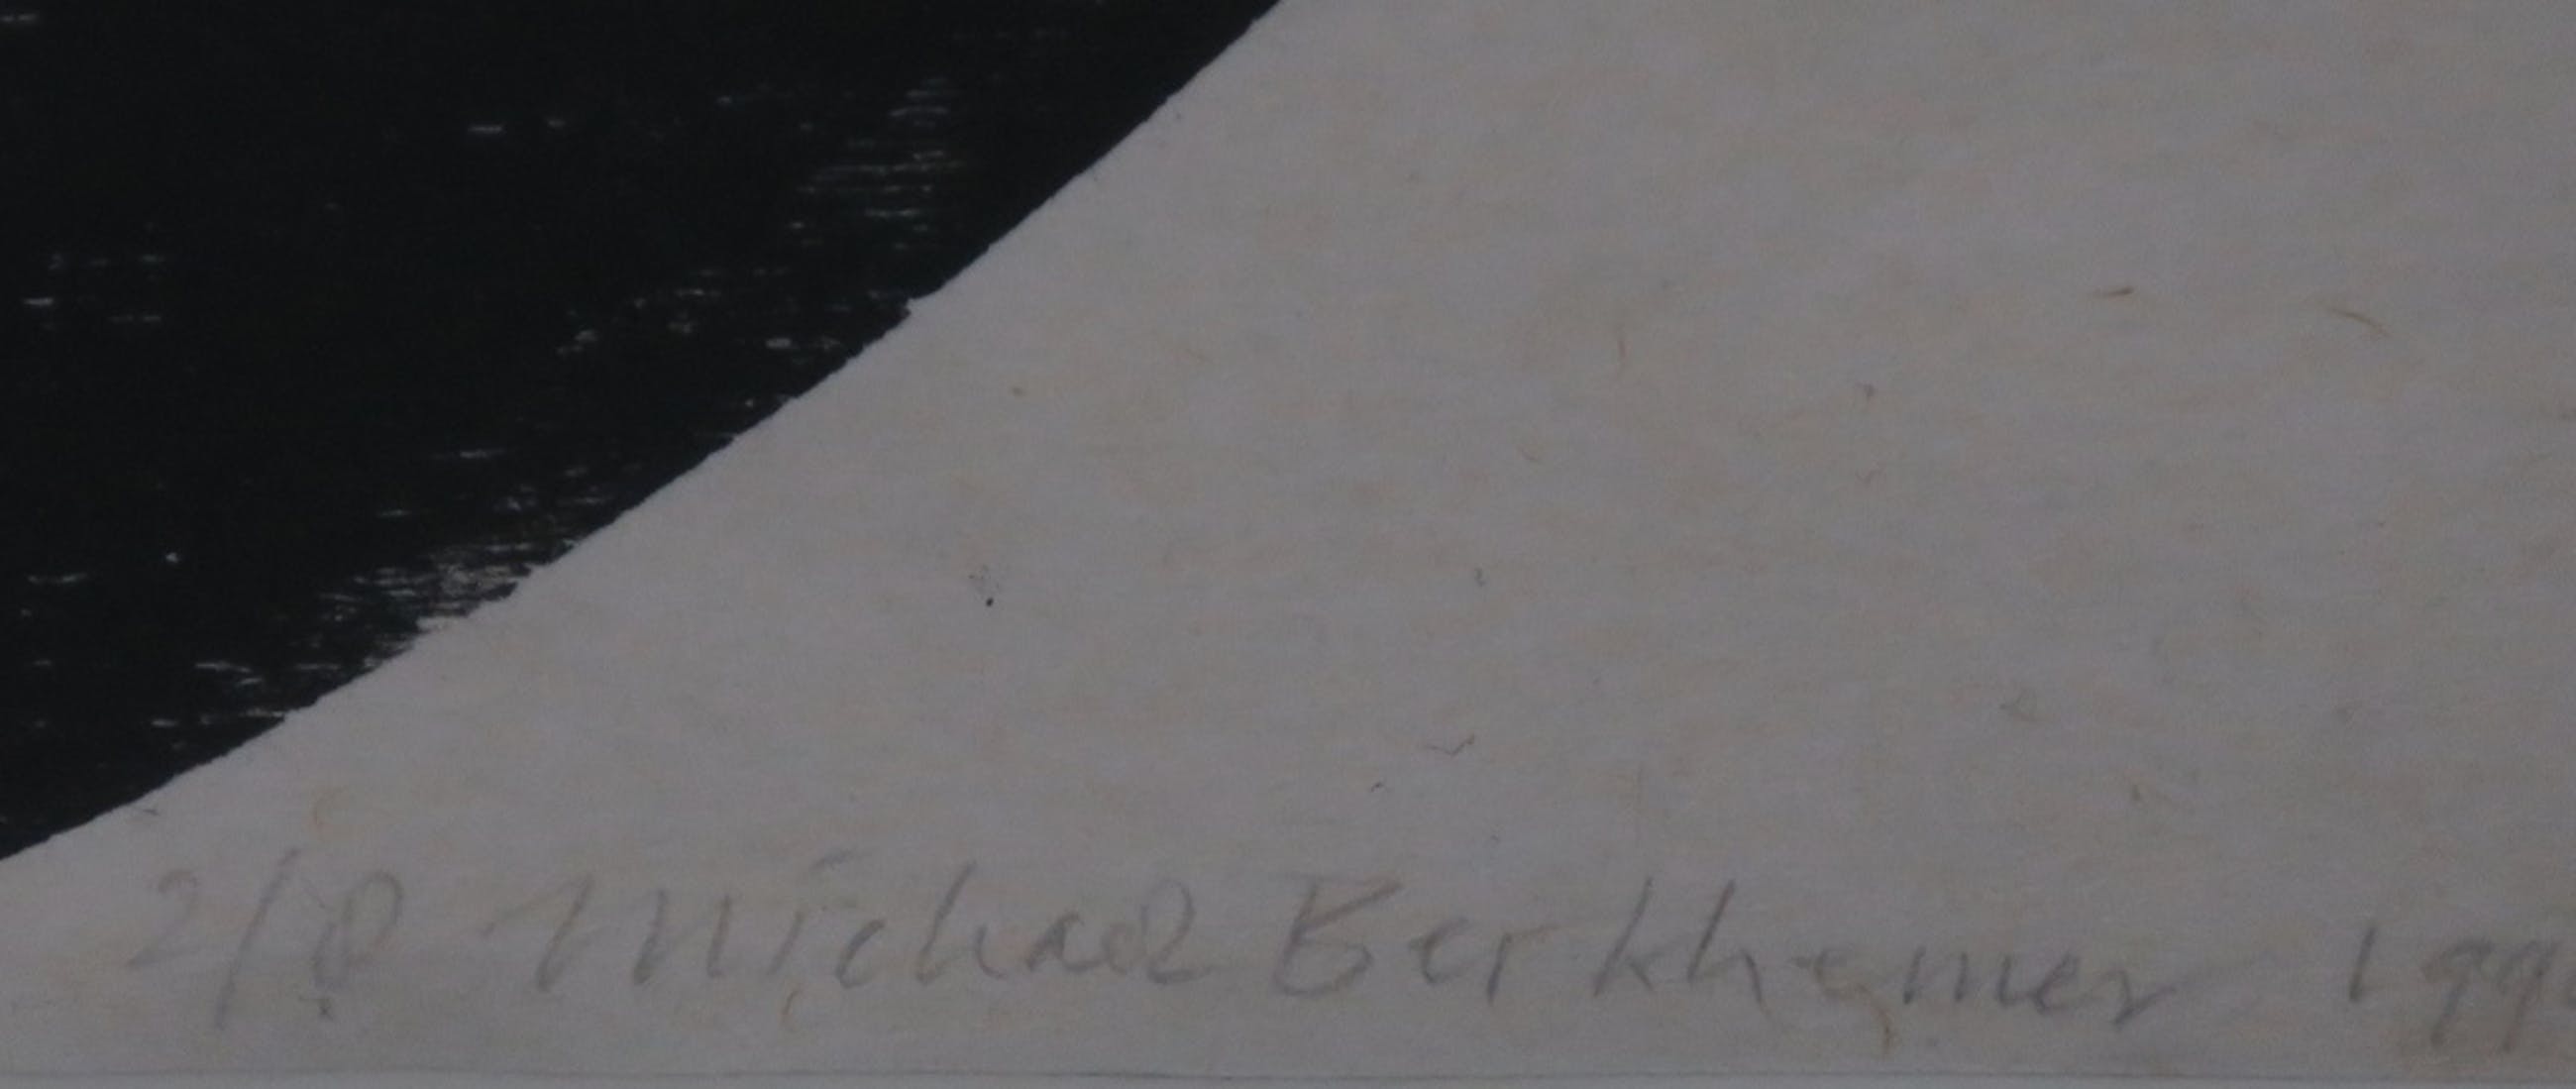 2/8 Michael Berkhemer 199